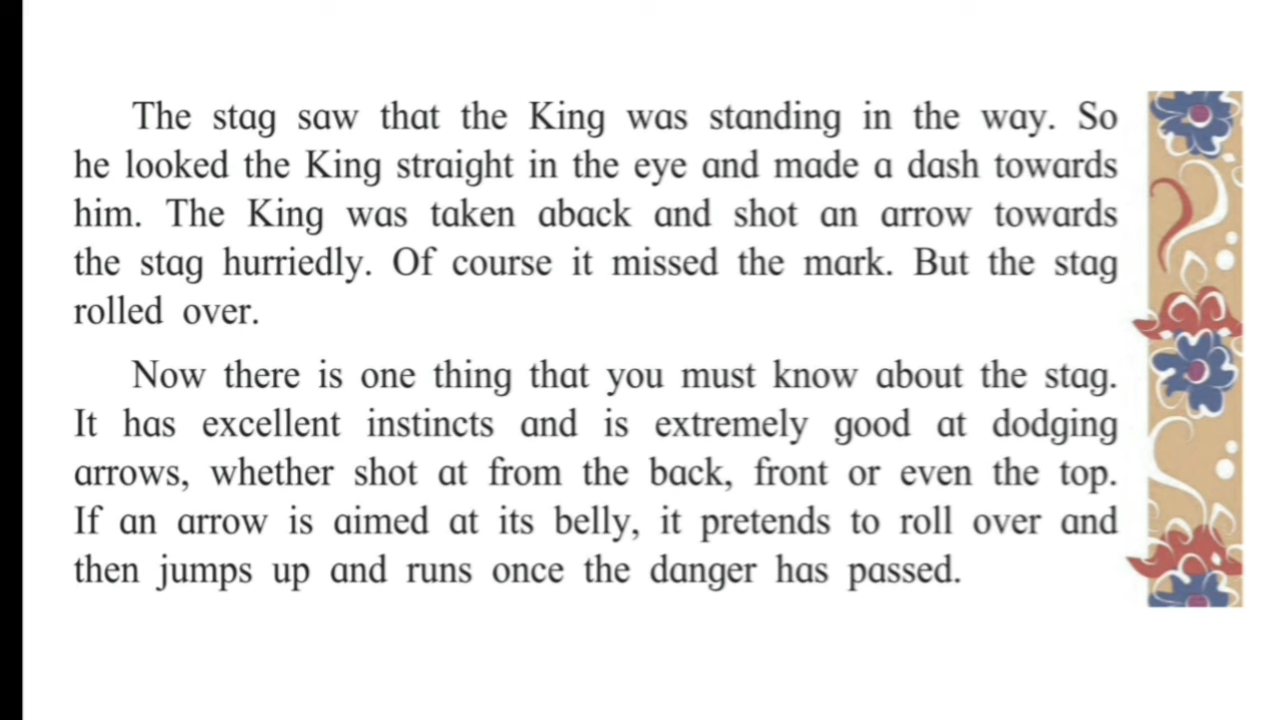 The stag saw that the King was standing in the way. So
he looked the King straight in the eye and made a dash towards
him. The King was taken aback and shot an arrow towards
the stag hurriedly. Of course it missed the mark. But the stag
rolled over.
Now there is one thing that you must know about the stag.
It has excellent instincts and is extremely good at dodging
arrows, whether shot at from the back, front or even the top.
If an arrow is aimed at its belly, it pretends to roll over and
then jumps up and runs once the danger has passed.